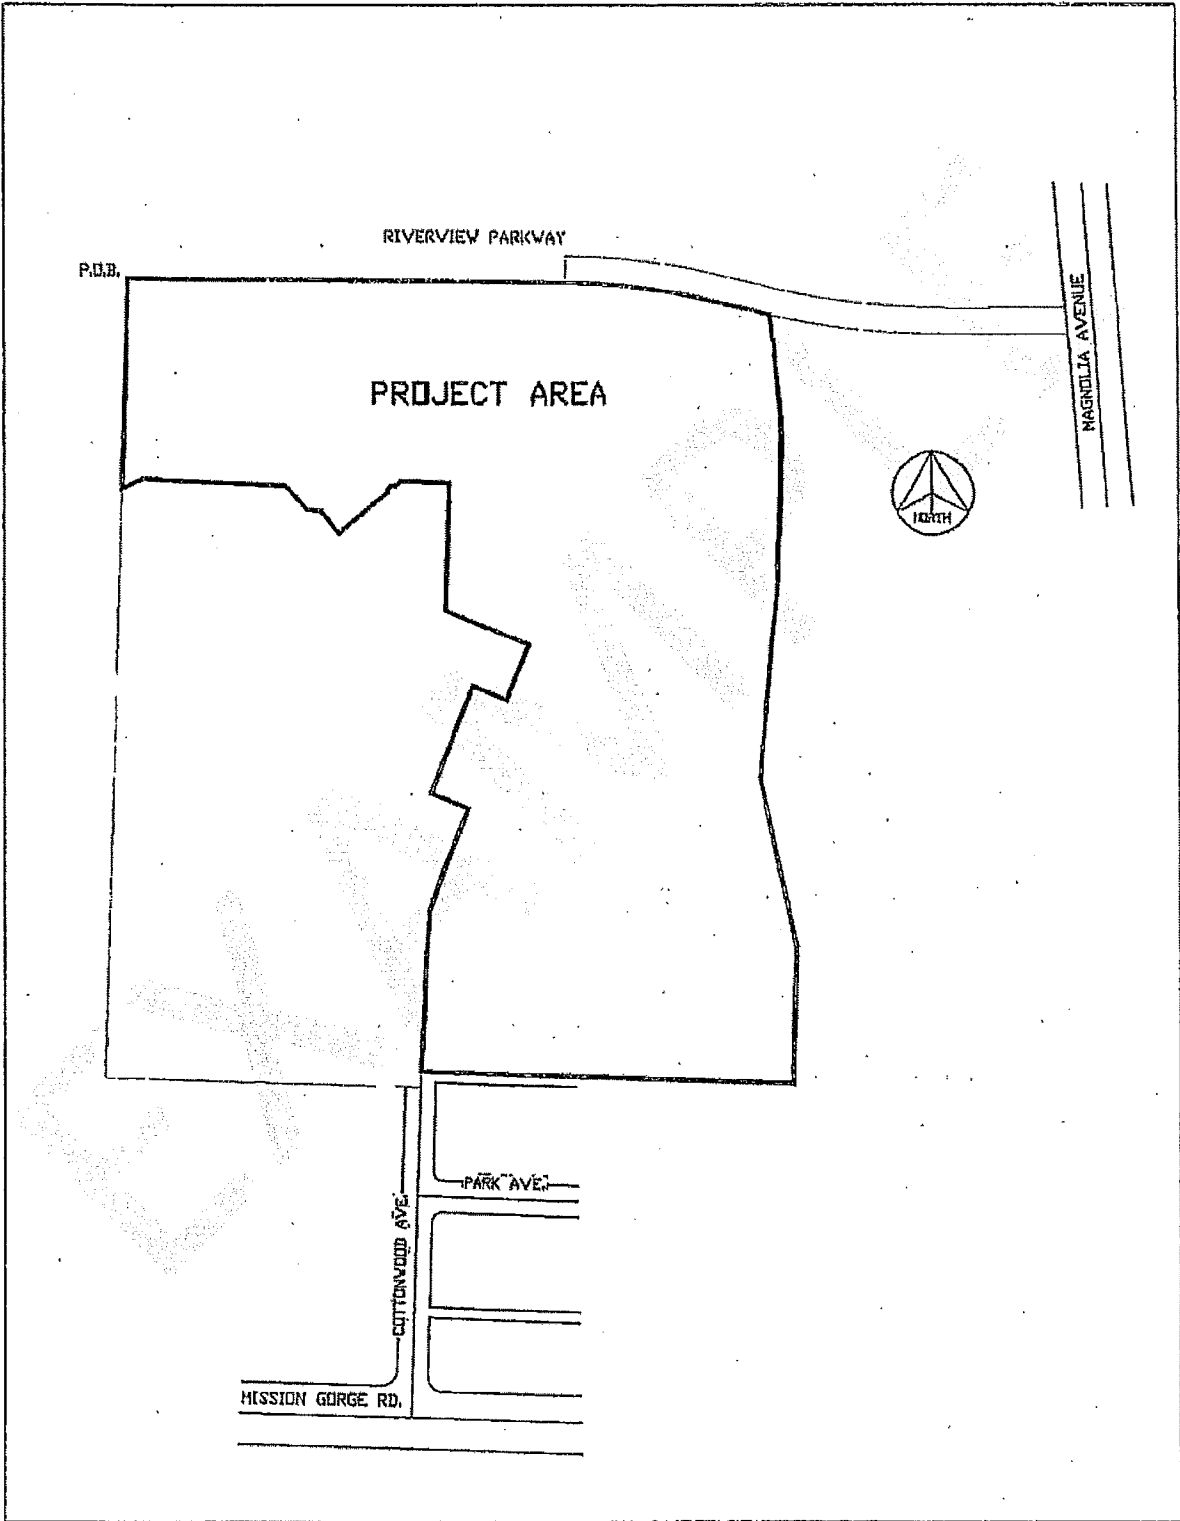 RIVERVIEW PARKWAY
P.O.B.
MAGNOLIA AVENUE
PROJECT AREA
NORTH
PARK AVE.
COTTONWOOD AVE.
MISSION GORGE RD.